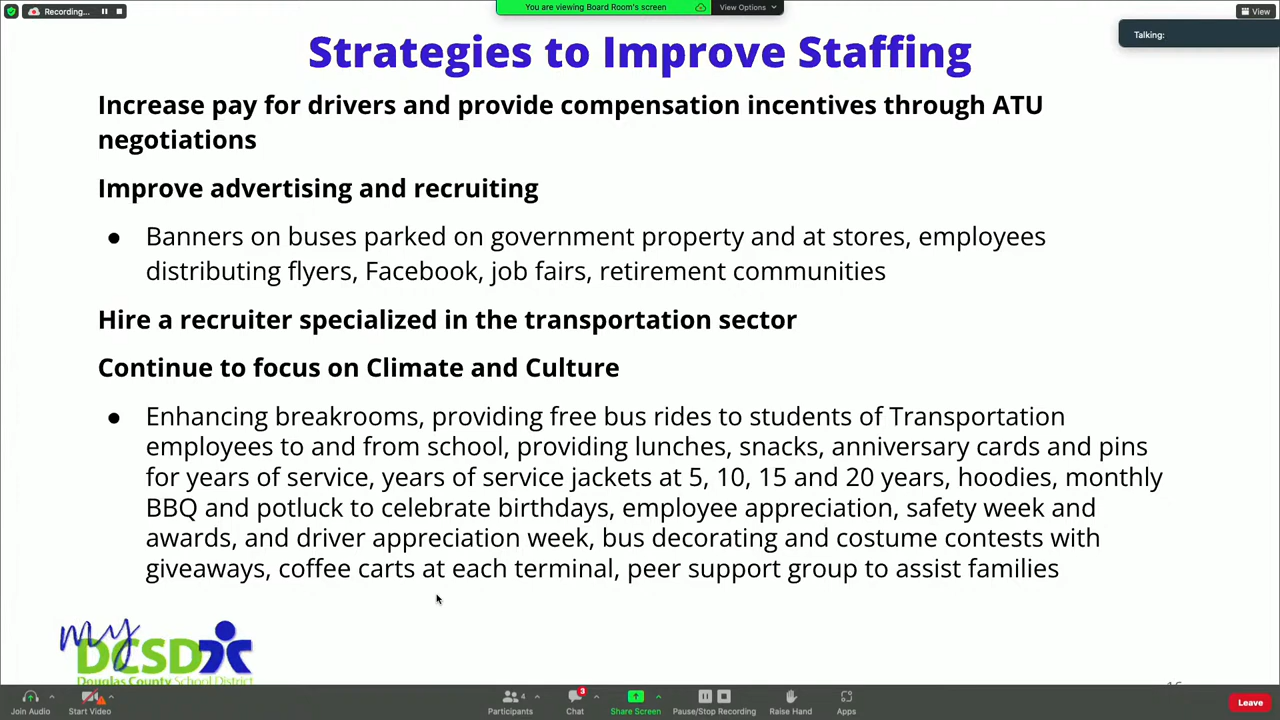 Recording...
You are viewing Board Room's screen
View Options
View
Talking:
Strategies to Improve Staffing
Increase pay for drivers and provide compensation incentives through ATU
negotiations
Improve advertising and recruiting
● Banners on buses parked on government property and at stores, employees
distributing flyers, Facebook, job fairs, retirement communities
Hire a recruiter specialized in the transportation sector
Continue to focus on Climate and Culture
● Enhancing breakrooms, providing free bus rides to students of Transportation
employees to and from school, providing lunches, snacks, anniversary cards and pins
for years of service, years of service jackets at 5, 10, 15 and 20 years, hoodies, monthly
BBQ and potluck to celebrate birthdays, employee appreciation, safety week and
awards, and driver appreciation week, bus decorating and costume contests with
giveaways, coffee carts at each terminal, peer support group to assist families
my
DCSD
Douglas County School District
Join Audio
Start Video
4
Participants
3
Chat
Share Screen
Pause/Stop Recording
Raise Hand
Apps
Leave